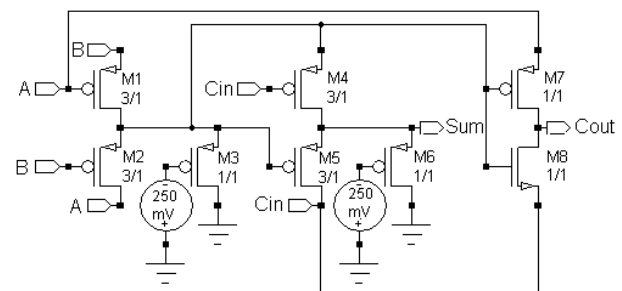 B
A
M1
3/1
Cin
M4
3/1
M7
1/1
Sum
Cout
B
M2
3/1
M3
1/1
M5
3/1
M6
1/1
M8
1/1
A
-
250
mV
+
Cin
-
250
mV
+